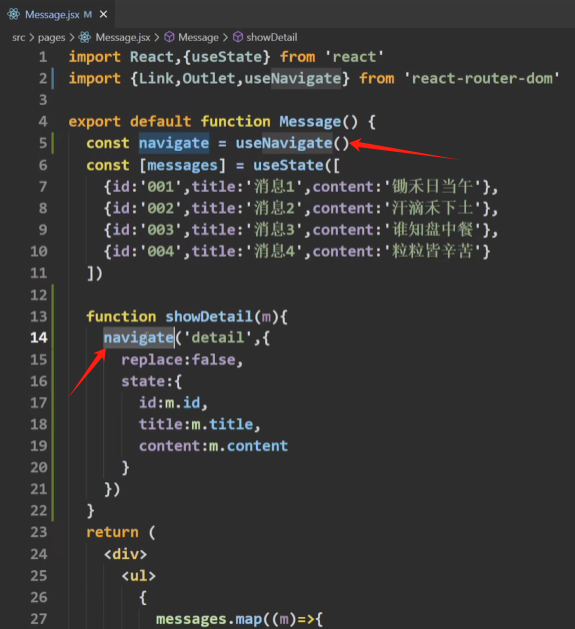 Message.jsx M ×
src > pages > Message.jsx > Message > showDetail
1 import React,{useState} from 'react'
2 import {Link,Outlet,useNavigate} from 'react-router-dom'
3
4 export default function Message() {
5 const navigate = useNavigate()
6 const [messages] = useState([
7 {id:'001',title:'消息1',content:'锄禾日当午'},
8 {id:'002',title:'消息2',content:'汗滴禾下土'},
9 {id:'003',title:'消息3',content:'谁知盘中餐'},
10 {id:'004',title:'消息4',content:'粒粒皆辛苦'}
11 ])
12
13 function showDetail(m){
14 navigate('detail',{
15 replace:false,
16 state:{
17 id:m.id,
18 title:m.title,
19 content:m.content
20 }
21 })
22 }
23 return (
24 <div>
25 <ul>
26 {
27 messages.map((m)=>{